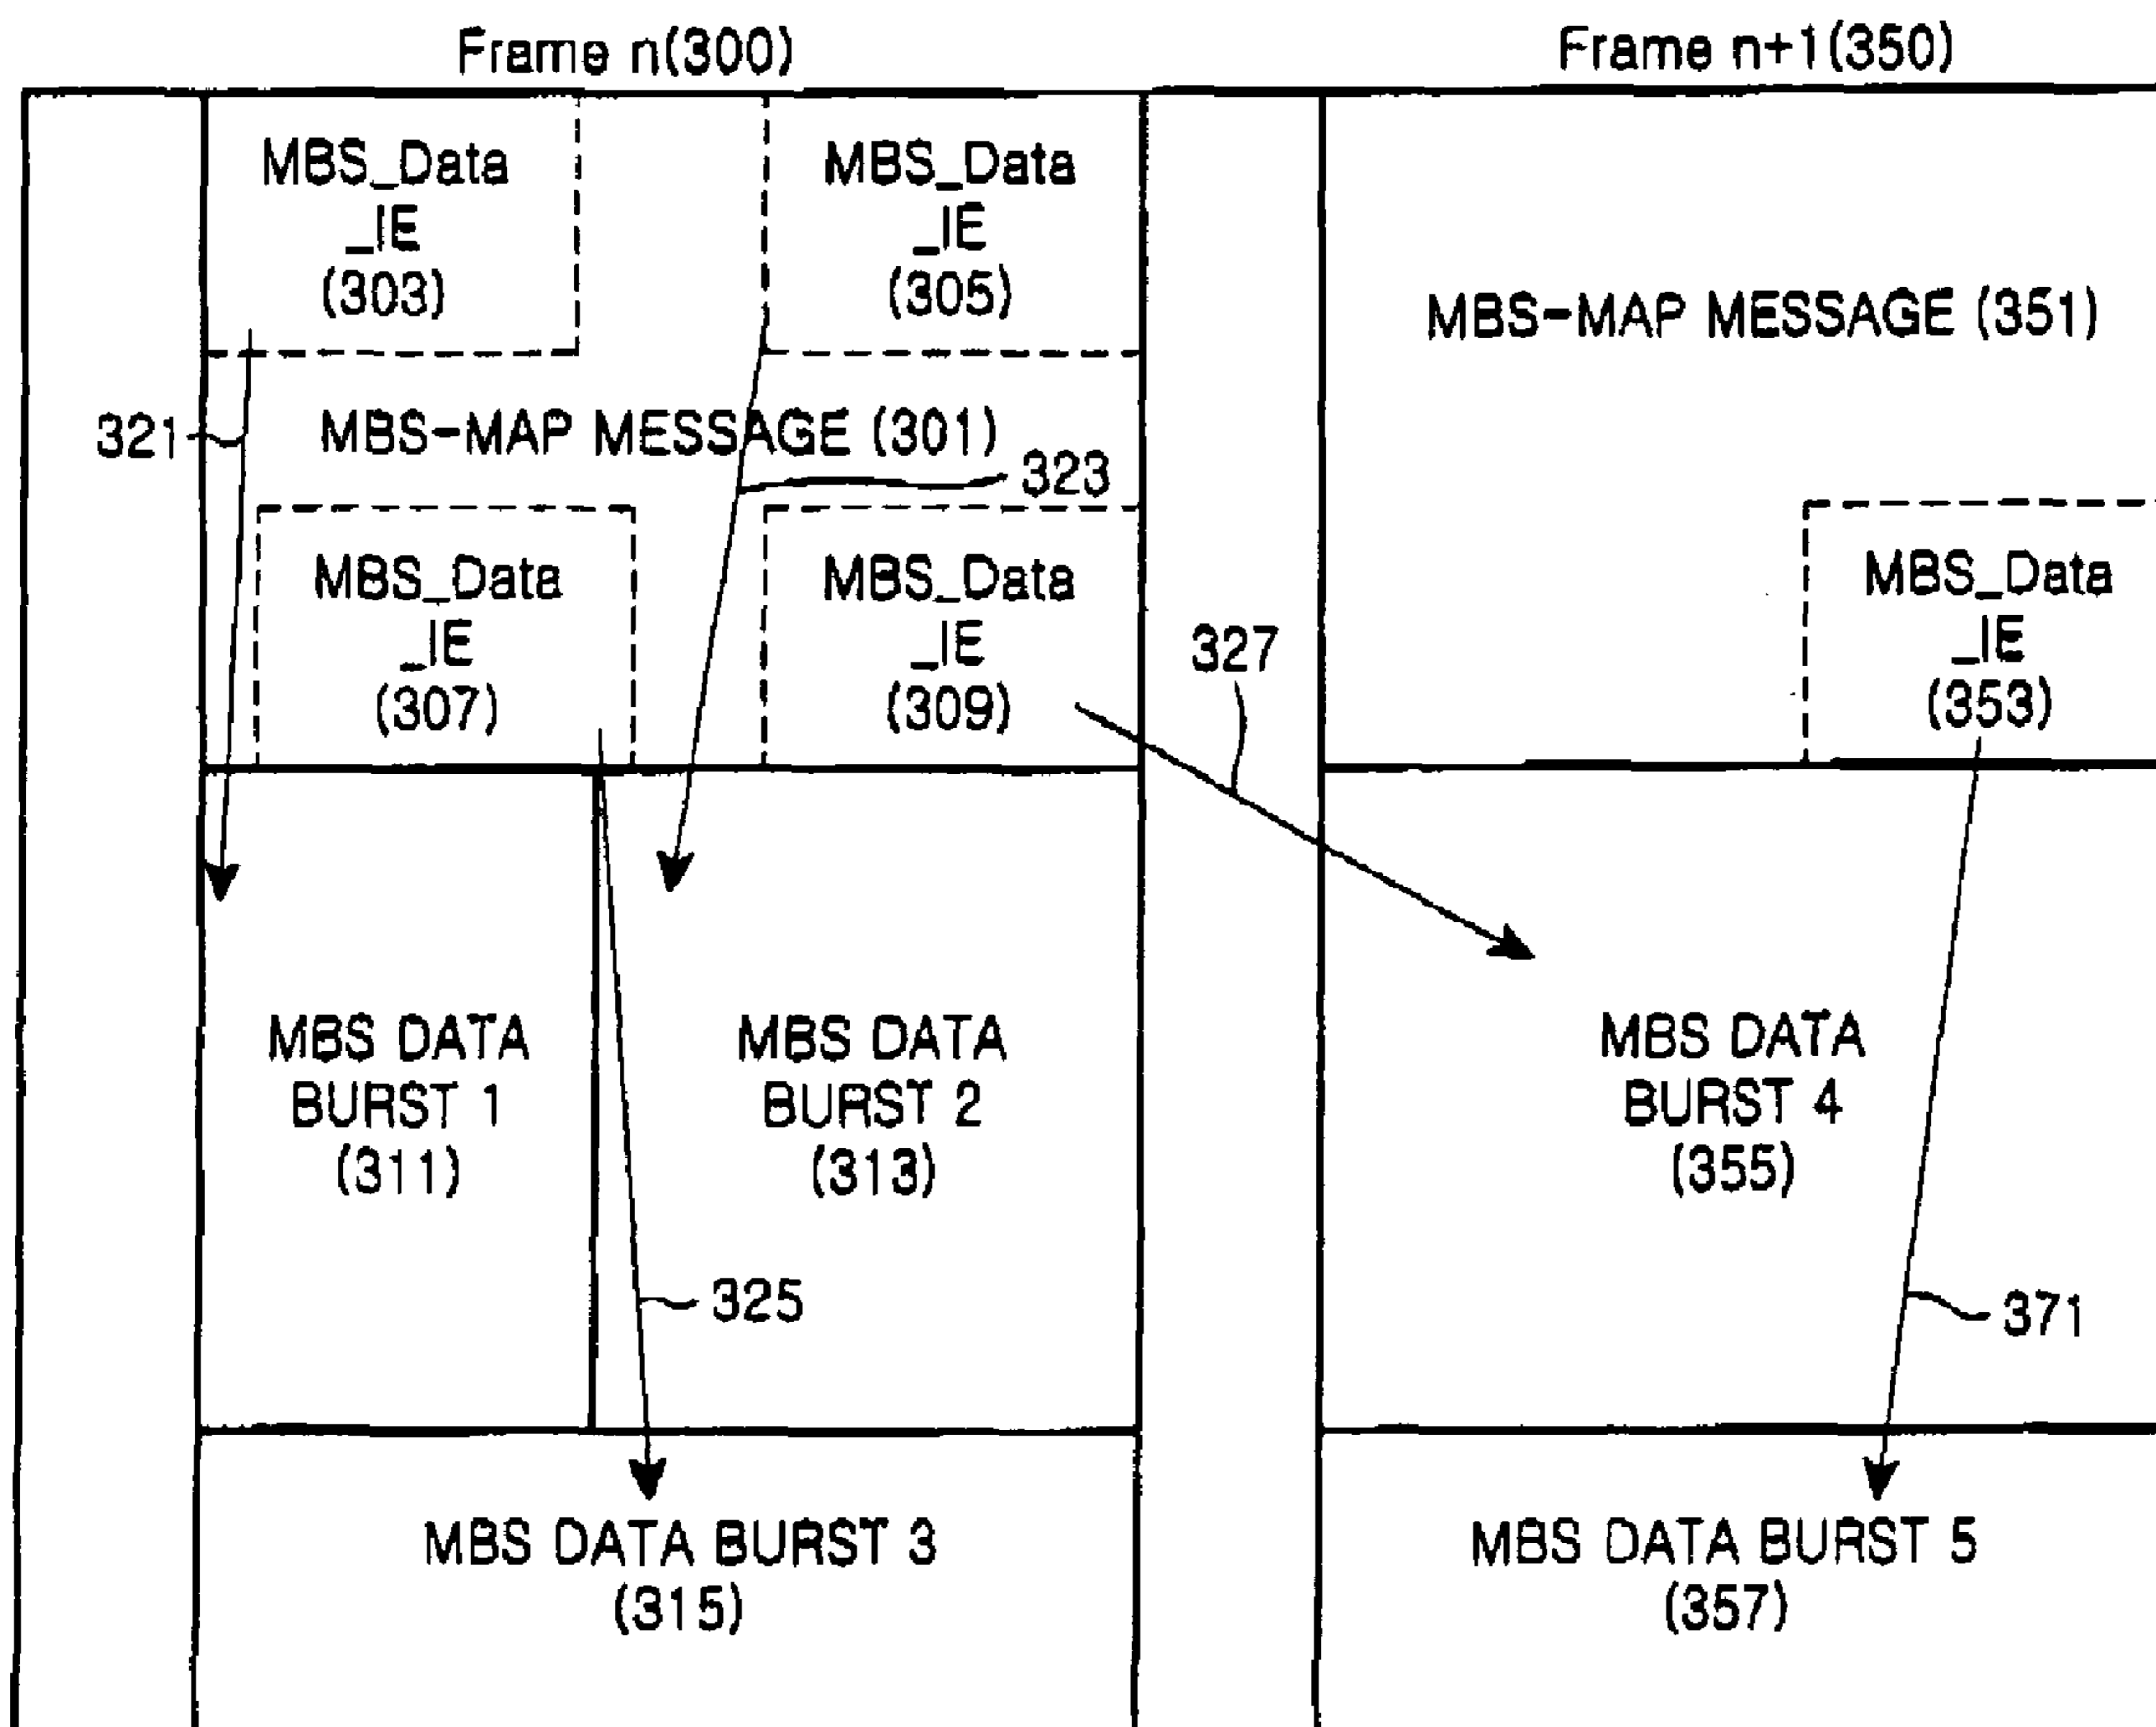 Frame n(300)
Frame n+1(350)
MBS_Data
_IE
(303)
MBS_Data
_IE
(305)
MBS-MAP MESSAGE (351)
321
MBS-MAP MESSAGE (301)
323
MBS_Data
_IE
(307)
MBS_Data
_IE
(309)
327
MBS_Data
_IE
(353)
MBS DATA
BURST 1
(311)
MBS DATA
BURST 2
(313)
MBS DATA
BURST 4
(355)
325
371
MBS DATA BURST 3
(315)
MBS DATA BURST 5
(357)